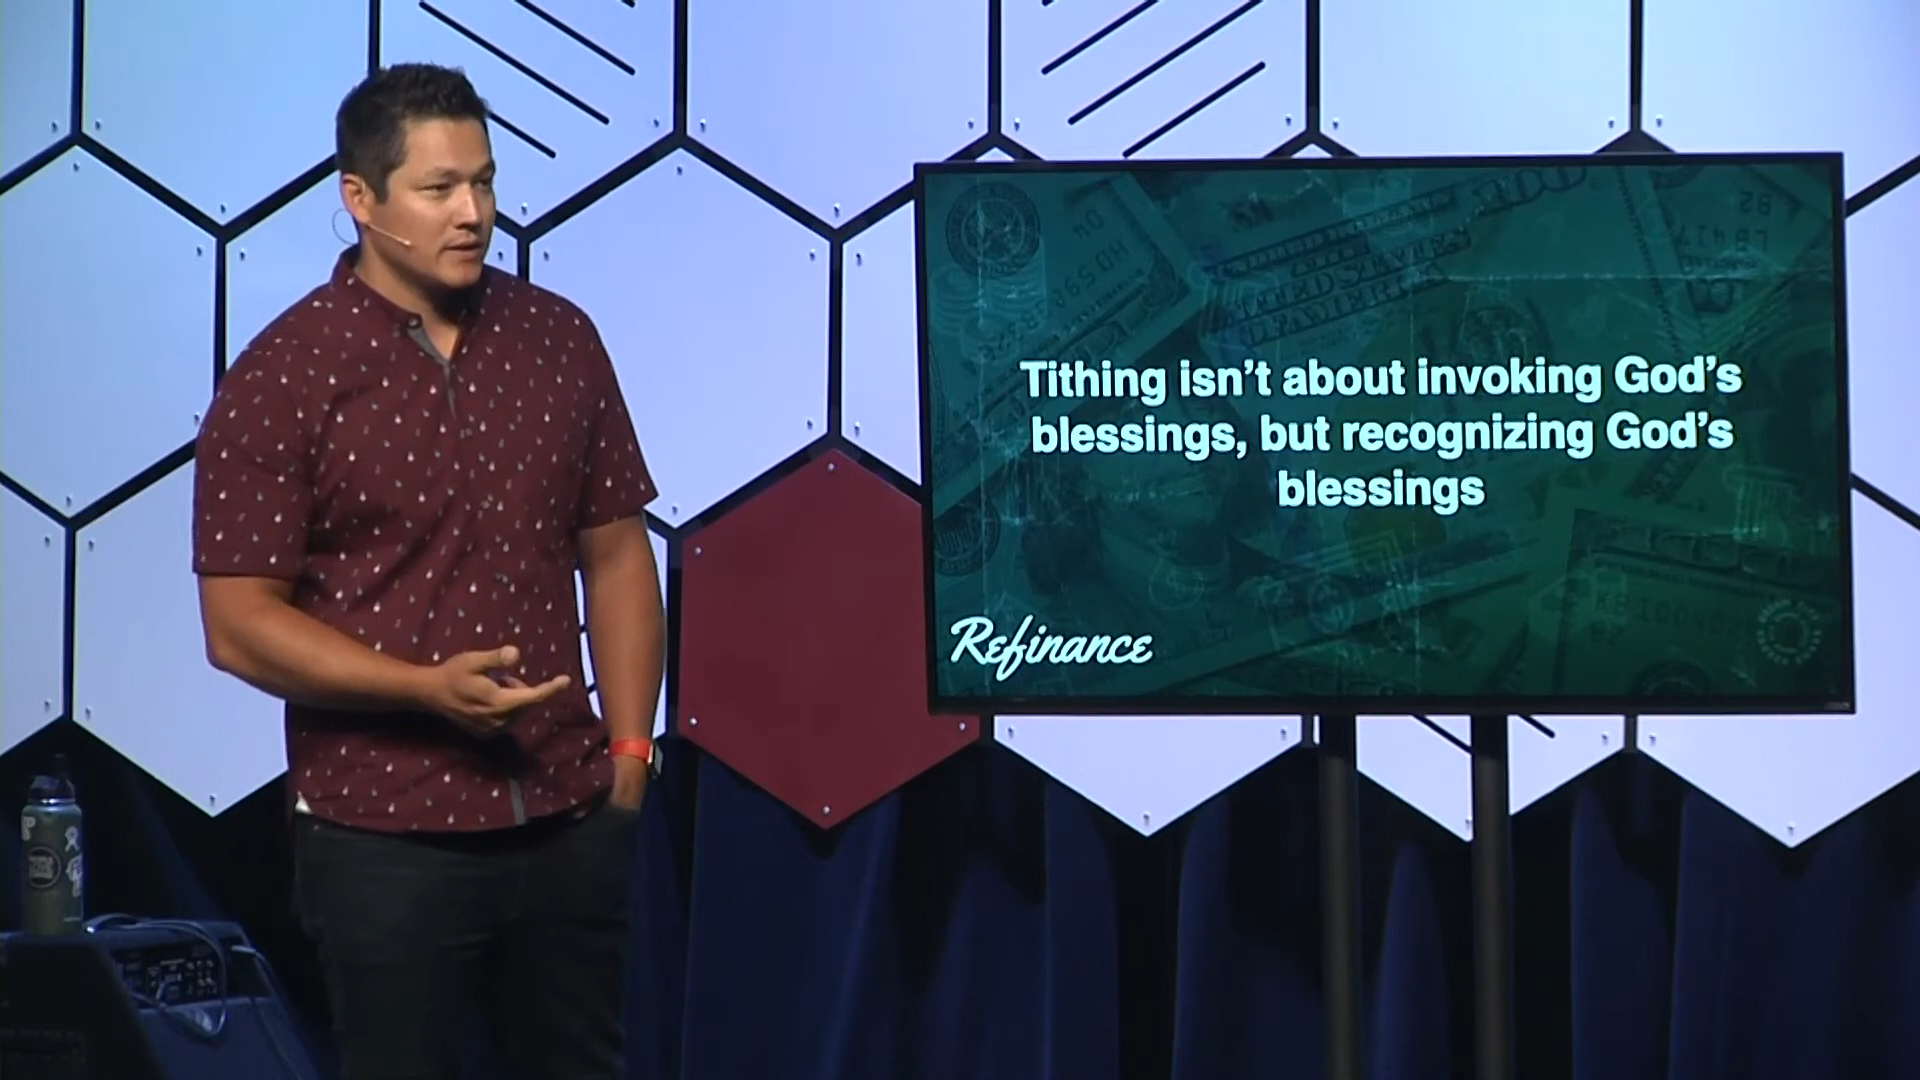 Tithing isn't about invoking God's
blessings, but recognizing God's
blessings
Refinance